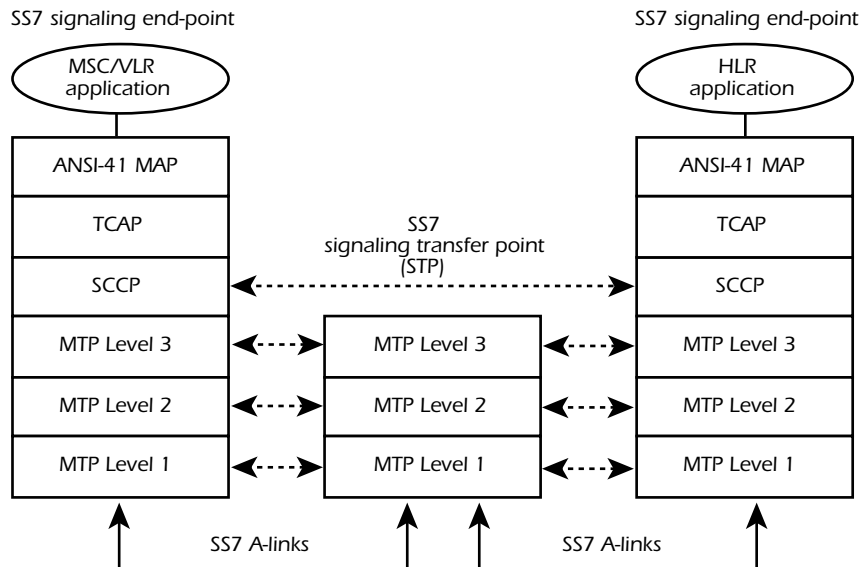 SS7 signaling end-point
MSC/VLR
application
ANSI-41 MAP
TCAP
SCCP
MTP Level 3
MTP Level 2
MTP Level 1
SS7
signaling transfer point
(STP)
MTP Level 3
MTP Level 2
MTP Level 1
SS7 signaling end-point
HLR
application
ANSI-41 MAP
TCAP
SCCP
MTP Level 3
MTP Level 2
MTP Level 1
SS7 A-links
SS7 A-links